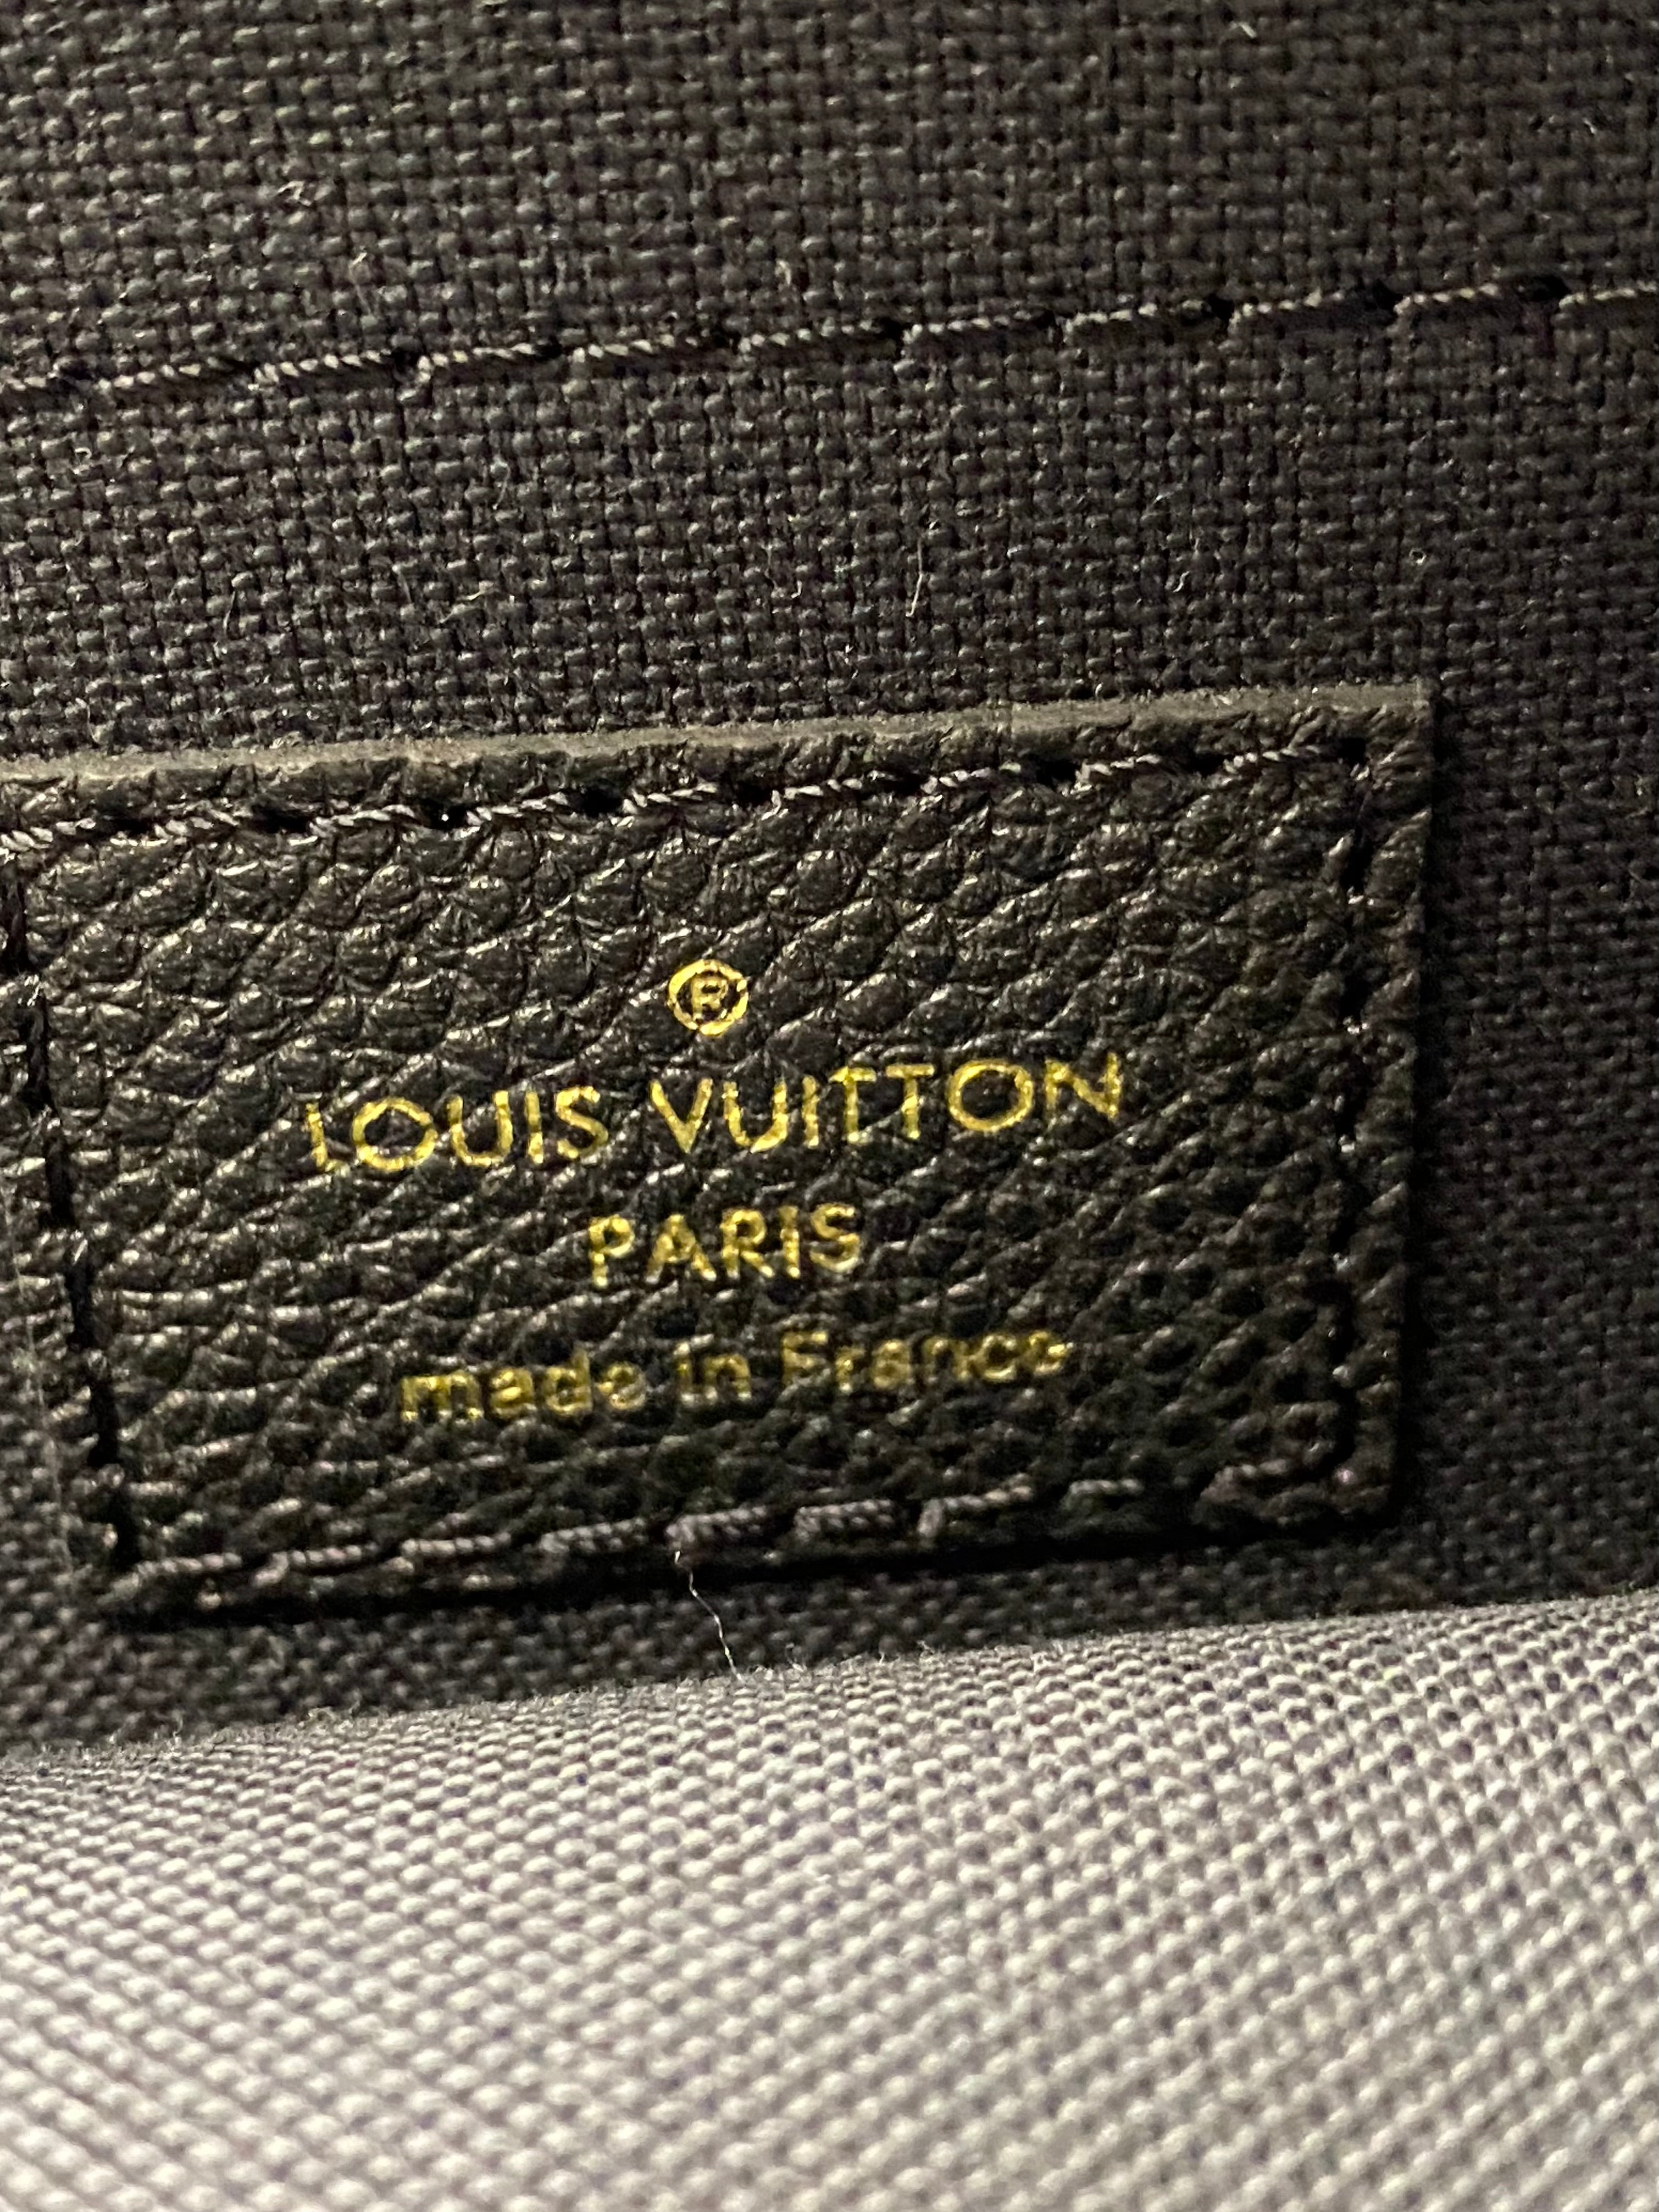 ®
LOUIS VUITTON
PARIS
made in France